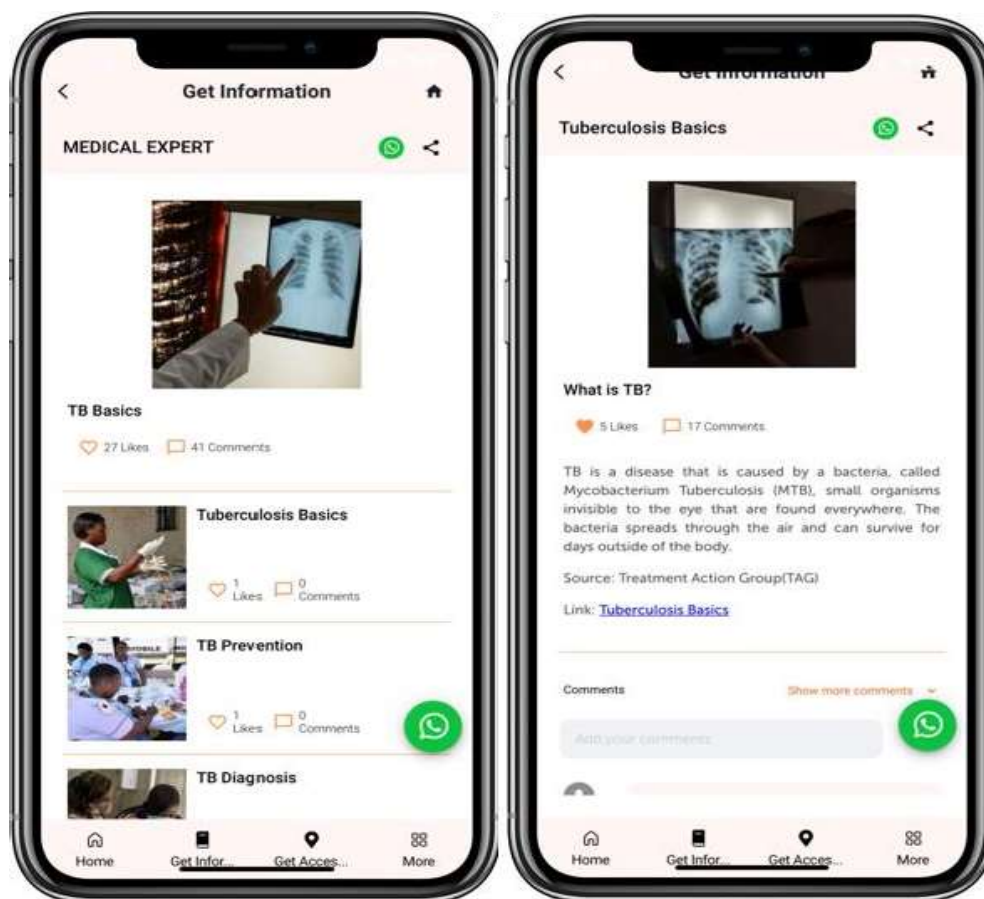 Get Information
MEDICAL EXPERT
TB Basics
27 Likes
41 Comments
Tuberculosis Basics
1
Likes
0
Comments
TB Prevention
1
Likes
0
Comments
TB Diagnosis
Home
Get Infor...
Get Acces...
More
Get Information
Tuberculosis Basics
What is TB?
5 Likes
17 Comments
TB is a disease that is caused by a bacteria, called
Mycobacterium Tuberculosis (MTB), small organisms
invisible to the eye that are found everywhere. The
bacteria spreads through the air and can survive for
days outside of the body.
Source: Treatment Action Group(TAG)
Link: Tuberculosis Basics
Comments
Show more comments
Add your comments
Home
Get Infor...
Get Acces...
More